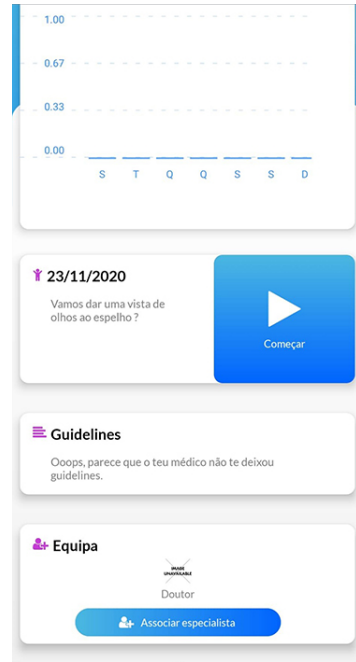 1.00
0.67
0.33
0.00
S T Q Q S S D
23/11/2020
Vamos dar uma vista de
olhos ao espelho ?
Começar
Guidelines
Ooops, parece que o teu médico não te deixou
guidelines.
Equipa
IMAGE
UNAVAILABLE
Doutor
Associar especialista